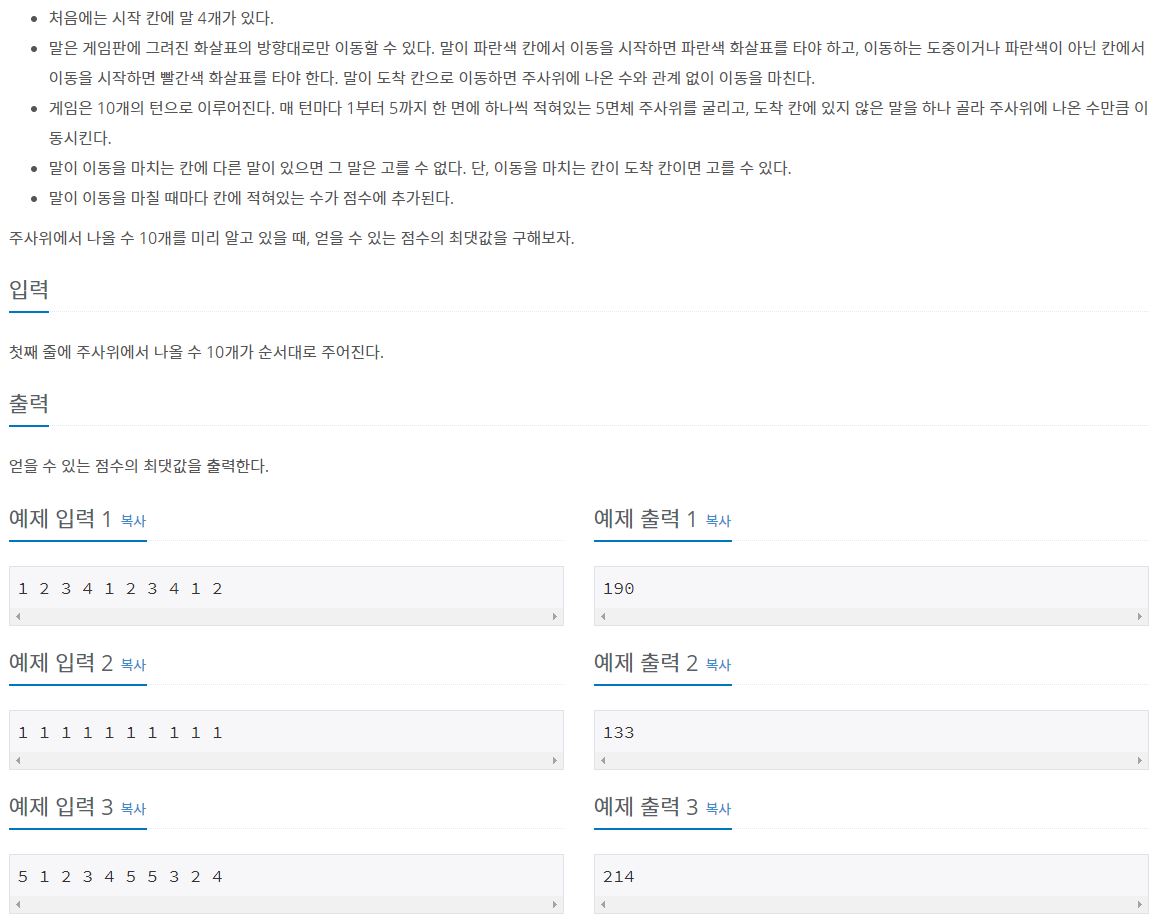 처음에는 시작 칸에 말 4개가 있다.
말은 게임판에 그려진 화살표의 방향대로만 이동할 수 있다. 말이 파란색 칸에서 이동을 시작하면 파란색 화살표를 타야 하고, 이동하는 도중이거나 파란색이 아닌 칸에서
이동을 시작하면 빨간색 화살표를 타야 한다. 말이 도착 칸으로 이동하면 주사위에 나온 수와 관계 없이 이동을 마친다.
게임은 10개의 턴으로 이루어진다. 매 턴마다 1부터 5까지 한 면에 하나씩 적혀있는 5면체 주사위를 굴리고, 도착 칸에 있지 않은 말을 하나 골라 주사위에 나온 수만큼 이
동시킨다.
말이 이동을 마치는 칸에 다른 말이 있으면 그 말은 고를 수 없다. 단, 이동을 마치는 칸이 도착 칸이면 고를 수 있다.
말이 이동을 마칠 때마다 칸에 적혀있는 수가 점수에 추가된다.
주사위에서 나올 수 10개를 미리 알고 있을 때, 얻을 수 있는 점수의 최댓값을 구해보자.
입력
첫째 줄에 주사위에서 나올 수 10개가 순서대로 주어진다.
출력
얻을 수 있는 점수의 최댓값을 출력한다.
예제 입력 1 복사
1 2 3 4 1 2 3 4 1 2
예제 출력 1 복사
190
예제 입력 2 복사
1 1 1 1 1 1 1 1 1 1
예제 출력 2 복사
133
예제 입력 3 복사
5 1 2 3 4 5 5 3 2 4
예제 출력 3 복사
214